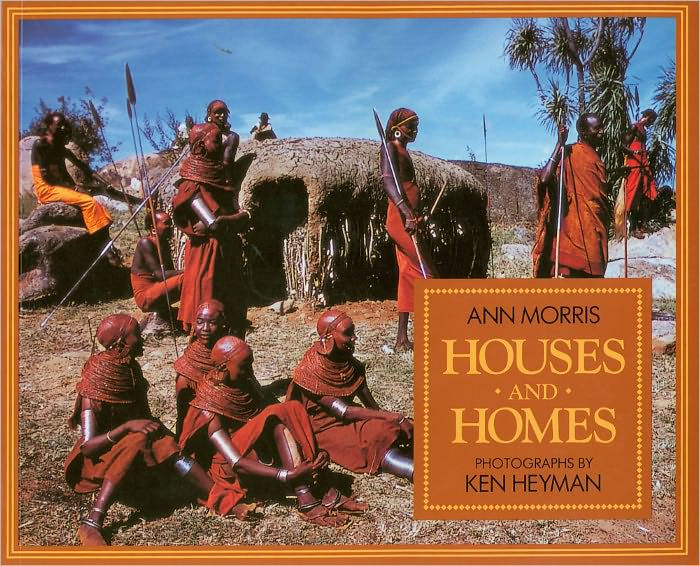 ANN MORRIS
HOUSES
· AND ·
HOMES
PHOTOGRAPHS BY
KEN HEYMAN